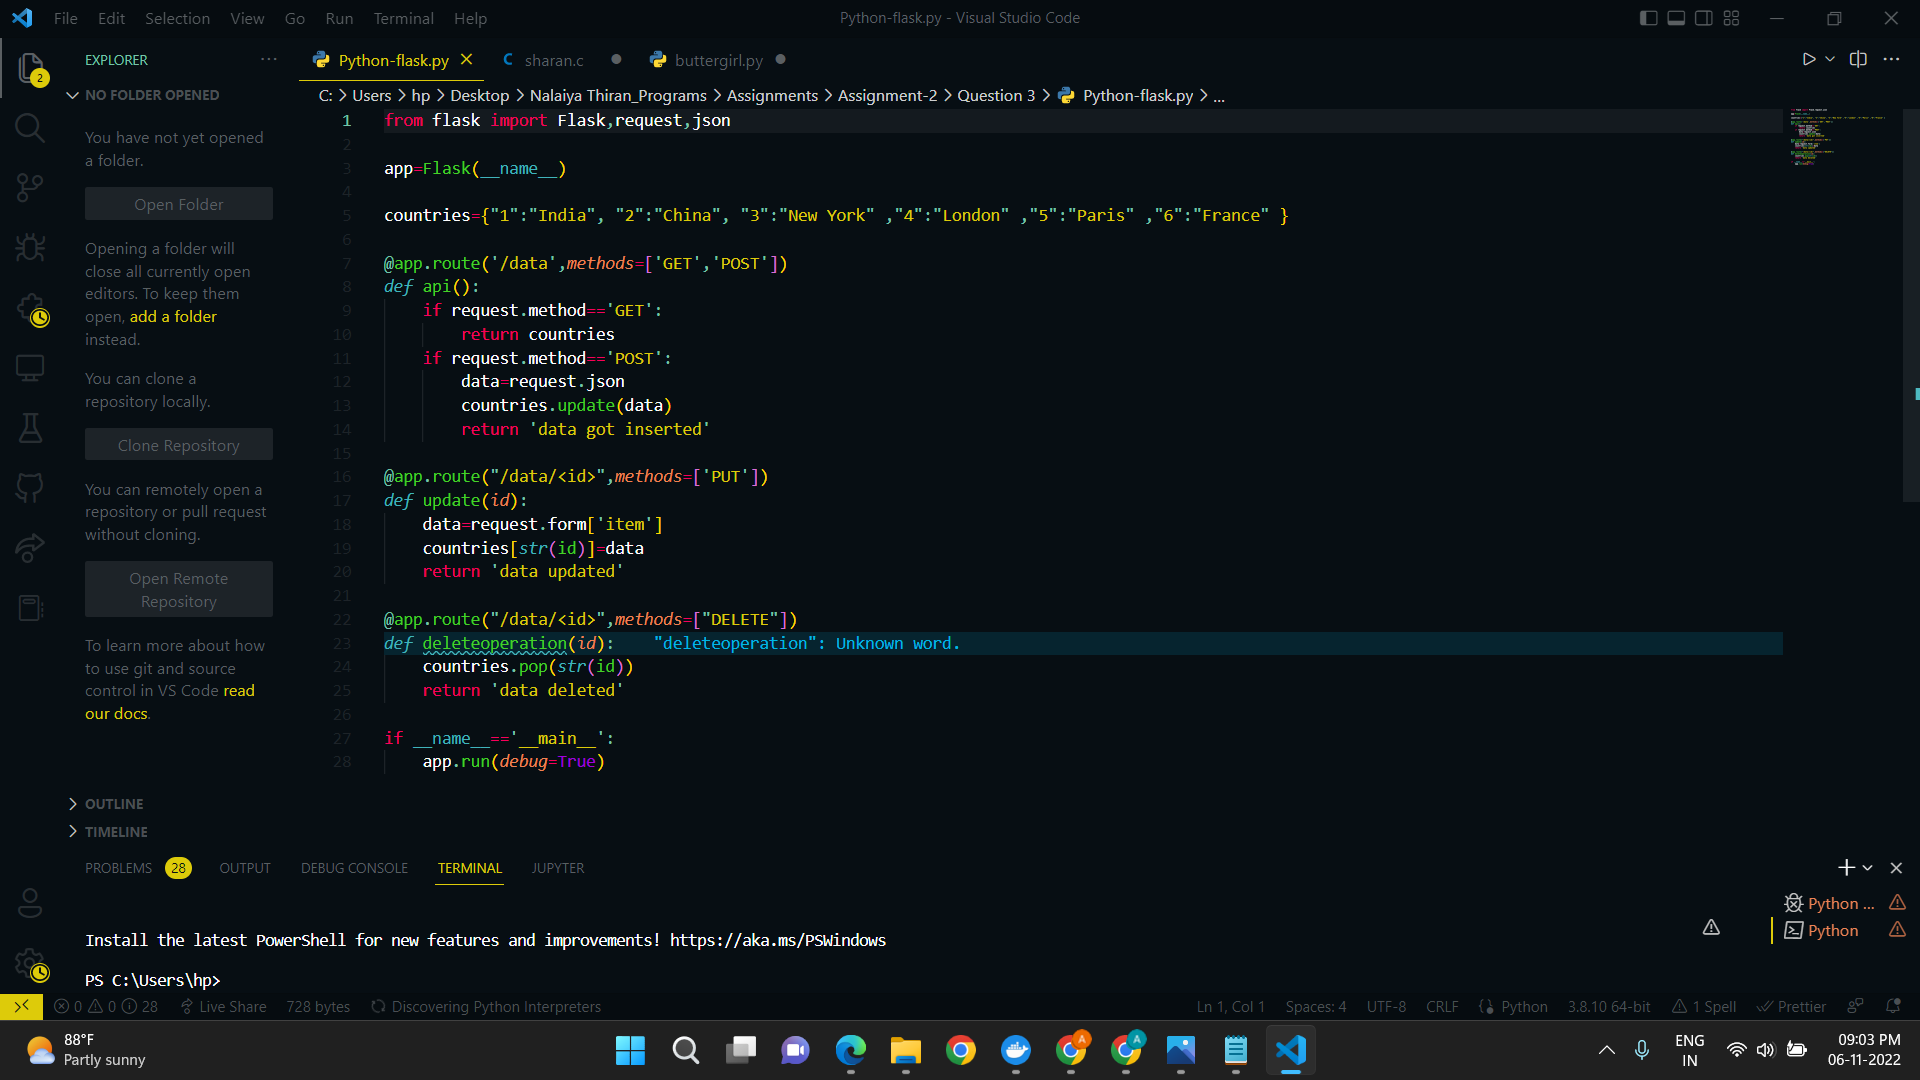 File Edit Selection View Go Run Terminal Help
Python-flask.py - Visual Studio Code
EXPLORER ···
Python-flask.py
C sharan.c
buttergirl.py
NO FOLDER OPENED
C: > Users > hp > Desktop > Nalaiya Thiran_Programs > Assignments > Assignment-2 > Question 3 > Python-flask.py > ...
2
You have not yet opened
a folder.
Open Folder
Opening a folder will
close all currently open
editors. To keep them
open, add a folder
instead.
You can clone a
repository locally.
Clone Repository
You can remotely open a
repository or pull request
without cloning.
Open Remote
Repository
To learn more about how
to use git and source
control in VS Code read
our docs.
OUTLINE
TIMELINE
1 from flask import Flask,request,json
2
3 app=Flask(__name__)
4
5 countries={"1":"India", "2":"China", "3":"New York" ,"4":"London" ,"5":"Paris" ,"6":"France" }
6
7 @app.route('/data',methods=['GET','POST'])
8 def api():
9     if request.method=='GET':
10         return countries
11     if request.method=='POST':
12         data=request.json
13         countries.update(data)
14         return 'data got inserted'
15
16 @app.route("/data/<id>",methods=['PUT'])
17 def update(id):
18     data=request.form['item']
19     countries[str(id)]=data
20     return 'data updated'
21
22 @app.route("/data/<id>",methods=["DELETE"])
23 def deleteoperation(id):    "deleteoperation": Unknown word.
24     countries.pop(str(id))
25     return 'data deleted'
26
27 if __name__=='__main__':
28     app.run(debug=True)
PROBLEMS 28 OUTPUT DEBUG CONSOLE TERMINAL JUPYTER
Python ...
Python
Install the latest PowerShell for new features and improvements! https://aka.ms/PSWindows
PS C:\Users\hp>
0 0 28 Live Share 728 bytes Discovering Python Interpreters
Ln 1, Col 1 Spaces: 4 UTF-8 CRLF {} Python 3.8.10 64-bit 1 Spell Prettier
88°F
Partly sunny
A
A
ENG
IN
09:03 PM
06-11-2022